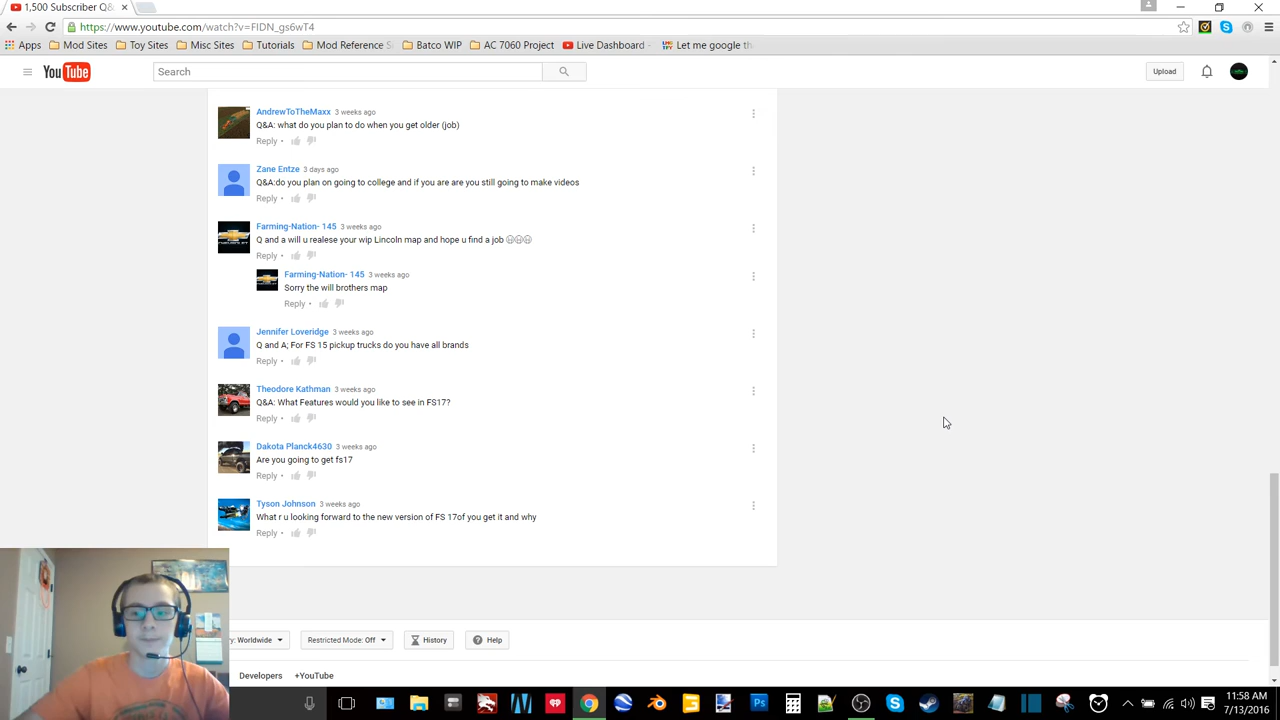 1,500 Subscriber Q&
https://www.youtube.com/watch?v=FIDN_gs6wT4
Apps Mod Sites Toy Sites Misc Sites Tutorials Mod Reference S Batco WIP AC 7060 Project Live Dashboard Let me google th
YouTube Search Upload
AndrewToTheMaxx 3 weeks ago
Q&A: what do you plan to do when you get older (job)
Reply •
Zane Entze 3 days ago
Q&A:do you plan on going to college and if you are are you still going to make videos
Reply •
Farming-Nation- 145 3 weeks ago
Q and a will u realese your wip Lincoln map and hope u find a job
Reply •
Farming-Nation- 145 3 weeks ago
Sorry the will brothers map
Reply •
Jennifer Loveridge 3 weeks ago
Q and A; For FS 15 pickup trucks do you have all brands
Reply •
Theodore Kathman 3 weeks ago
Q&A: What Features would you like to see in FS17?
Reply •
Dakota Planck4630 3 weeks ago
Are you going to get fs17
Reply •
Tyson Johnson 3 weeks ago
What r u looking forward to the new version of FS 17of you get it and why
Reply •
y: Worldwide Restricted Mode: Off History Help
Developers +YouTube
11:58 AM
7/13/2016